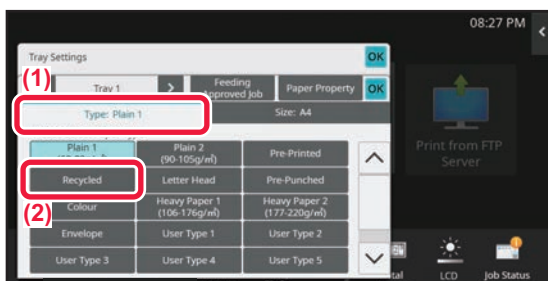 08:27 PM
Tray Settings
OK
(1)
Tray 1
Feeding
Approved Job
Paper Property
OK
Type: Plain 1
Size: A4
Plain 1
Plain 2
(90-105g/㎡)
Pre-Printed
Recycled
Letter Head
Pre-Punched
(2)
Colour
Heavy Paper 1
(106-176g/㎡)
Heavy Paper 2
(177-220g/㎡)
Envelope
User Type 1
User Type 2
User Type 3
User Type 4
User Type 5
Print from FTP
Server
tal
LCD
Job Status